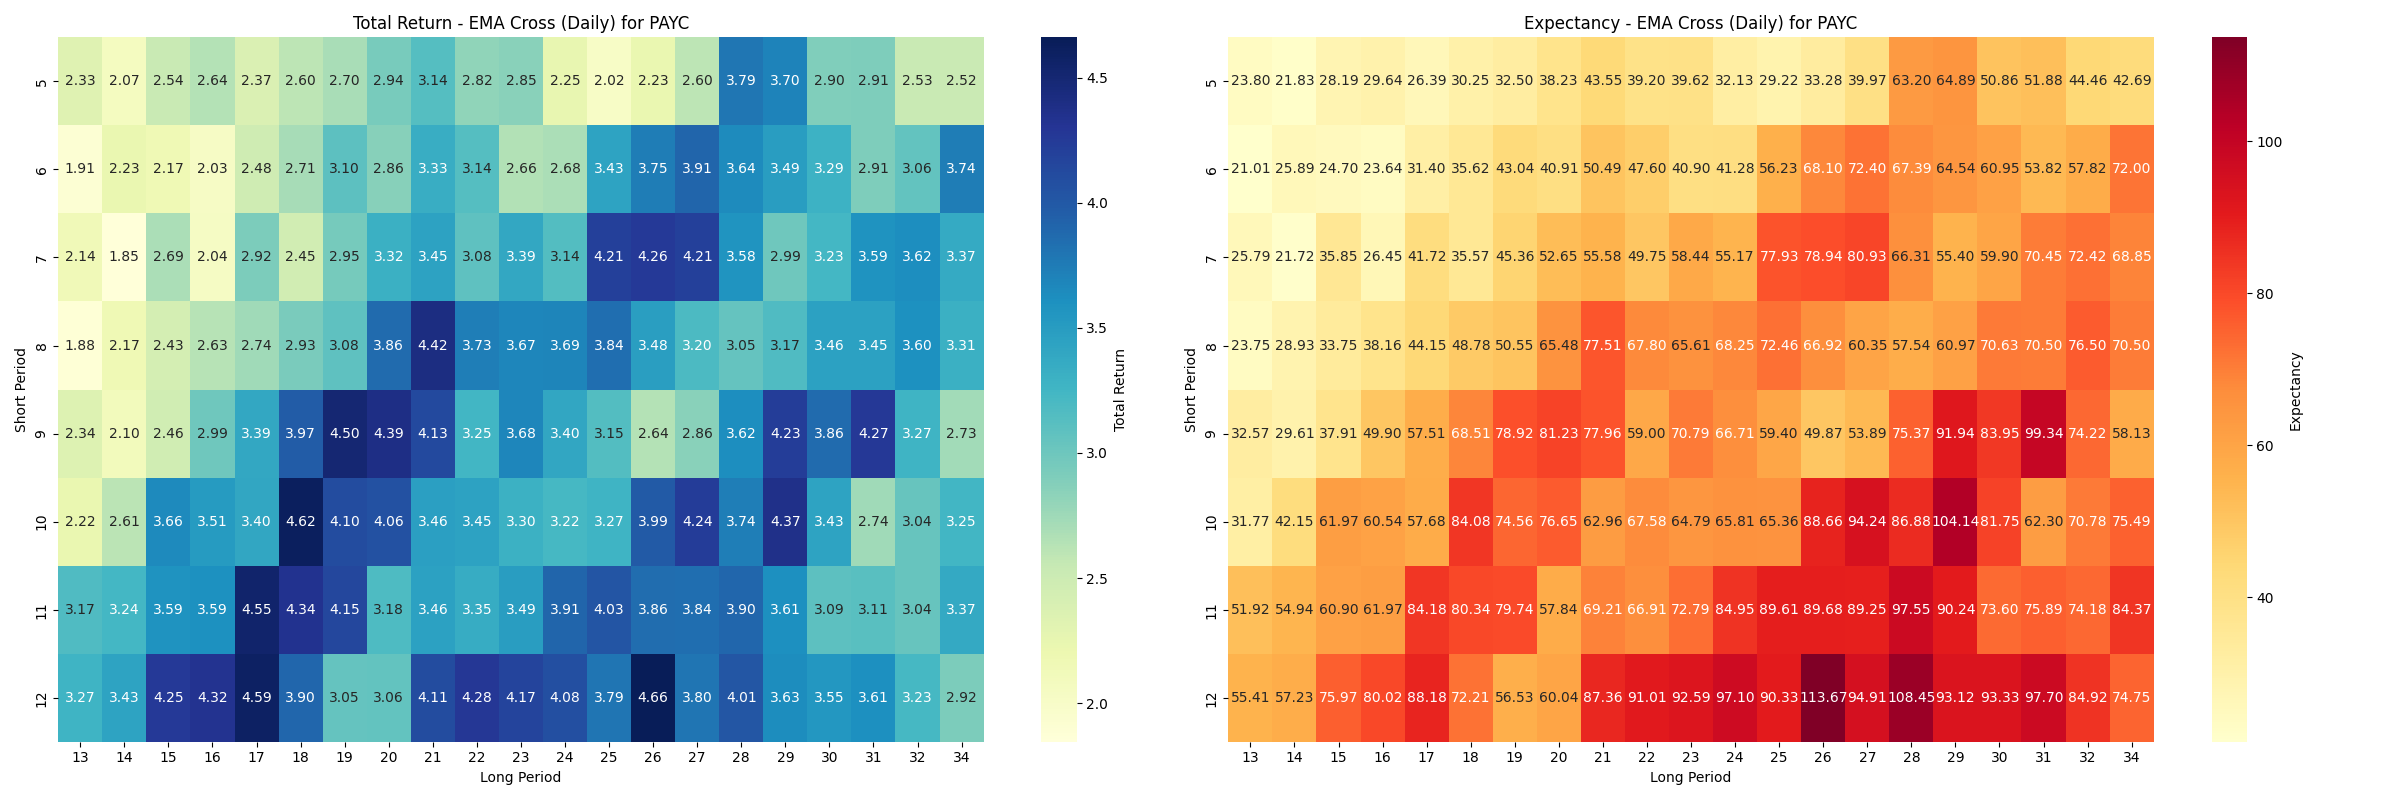 Total Return - EMA Cross (Daily) for PAYC
Short Period
5 2.33 2.07 2.54 2.64 2.37 2.60 2.70 2.94 3.14 2.82 2.85 2.25 2.02 2.23 2.60 3.79 3.70 2.90 2.91 2.53 2.52
6 1.91 2.23 2.17 2.03 2.48 2.71 3.10 2.86 3.33 3.14 2.66 2.68 3.43 3.75 3.91 3.64 3.49 3.29 2.91 3.06 3.74
7 2.14 1.85 2.69 2.04 2.92 2.45 2.95 3.32 3.45 3.08 3.39 3.14 4.21 4.26 4.21 3.58 2.99 3.23 3.59 3.62 3.37
8 1.88 2.17 2.43 2.63 2.74 2.93 3.08 3.86 4.42 3.73 3.67 3.69 3.84 3.48 3.20 3.05 3.17 3.46 3.45 3.60 3.31
9 2.34 2.10 2.46 2.99 3.39 3.97 4.50 4.39 4.13 3.25 3.68 3.40 3.15 2.64 2.86 3.62 4.23 3.86 4.27 3.27 2.73
10 2.22 2.61 3.66 3.51 3.40 4.62 4.10 4.06 3.46 3.45 3.30 3.22 3.27 3.99 4.24 3.74 4.37 3.43 2.74 3.04 3.25
11 3.17 3.24 3.59 3.59 4.55 4.34 4.15 3.18 3.46 3.35 3.49 3.91 4.03 3.86 3.84 3.90 3.61 3.09 3.11 3.04 3.37
12 3.27 3.43 4.25 4.32 4.59 3.90 3.05 3.06 4.11 4.28 4.17 4.08 3.79 4.66 3.80 4.01 3.63 3.55 3.61 3.23 2.92
13 14 15 16 17 18 19 20 21 22 23 24 25 26 27 28 29 30 31 32 34
Long Period
4.5
4.0
3.5
3.0
2.5
2.0
Total Return
Expectancy - EMA Cross (Daily) for PAYC
Short Period
5 23.80 21.83 28.19 29.64 26.39 30.25 32.50 38.23 43.55 39.20 39.62 32.13 29.22 33.28 39.97 63.20 64.89 50.86 51.88 44.46 42.69
6 21.01 25.89 24.70 23.64 31.40 35.62 43.04 40.91 50.49 47.60 40.90 41.28 56.23 68.10 72.40 67.39 64.54 60.95 53.82 57.82 72.00
7 25.79 21.72 35.85 26.45 41.72 35.57 45.36 52.65 55.58 49.75 58.44 55.17 77.93 78.94 80.93 66.31 55.40 59.90 70.45 72.42 68.85
8 23.75 28.93 33.75 38.16 44.15 48.78 50.55 65.48 77.51 67.80 65.61 68.25 72.46 66.92 60.35 57.54 60.97 70.63 70.50 76.50 70.50
9 32.57 29.61 37.91 49.90 57.51 68.51 78.92 81.23 77.96 59.00 70.79 66.71 59.40 49.87 53.89 75.37 91.94 83.95 99.34 74.22 58.13
10 31.77 42.15 61.97 60.54 57.68 84.08 74.56 76.65 62.96 67.58 64.79 65.81 65.36 88.66 94.24 86.88 104.14 81.75 62.30 70.78 75.49
11 51.92 54.94 60.90 61.97 84.18 80.34 79.74 57.84 69.21 66.91 72.79 84.95 89.61 89.68 89.25 97.55 90.24 73.60 75.89 74.18 84.37
12 55.41 57.23 75.97 80.02 88.18 72.21 56.53 60.04 87.36 91.01 92.59 97.10 90.33 113.67 94.91 108.45 93.12 93.33 97.70 84.92 74.75
13 14 15 16 17 18 19 20 21 22 23 24 25 26 27 28 29 30 31 32 34
Long Period
100
80
60
40
Expectancy